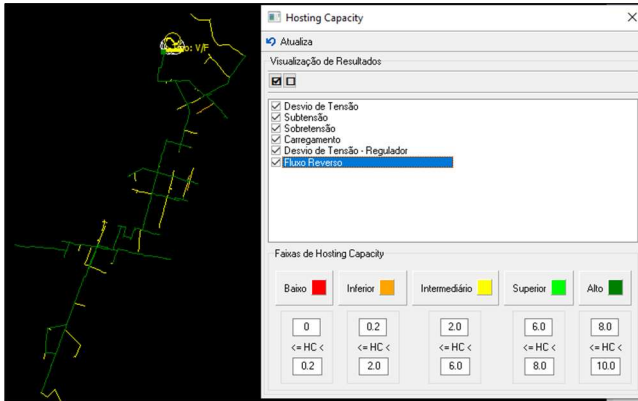 o: V/F
Hosting Capacity
Atualiza
Visualização de Resultados
Desvio de Tensão
Subtensão
Sobretensão
Carregamento
Desvio de Tensão - Regulador
Fluxo Reverso
Faixas de Hosting Capacity
Baixo Inferior Intermediário Superior Alto
0 0.2 2.0 6.0 8.0
<= HC < <= HC < <= HC < <= HC < <= HC <
0.2 2.0 6.0 8.0 10.0